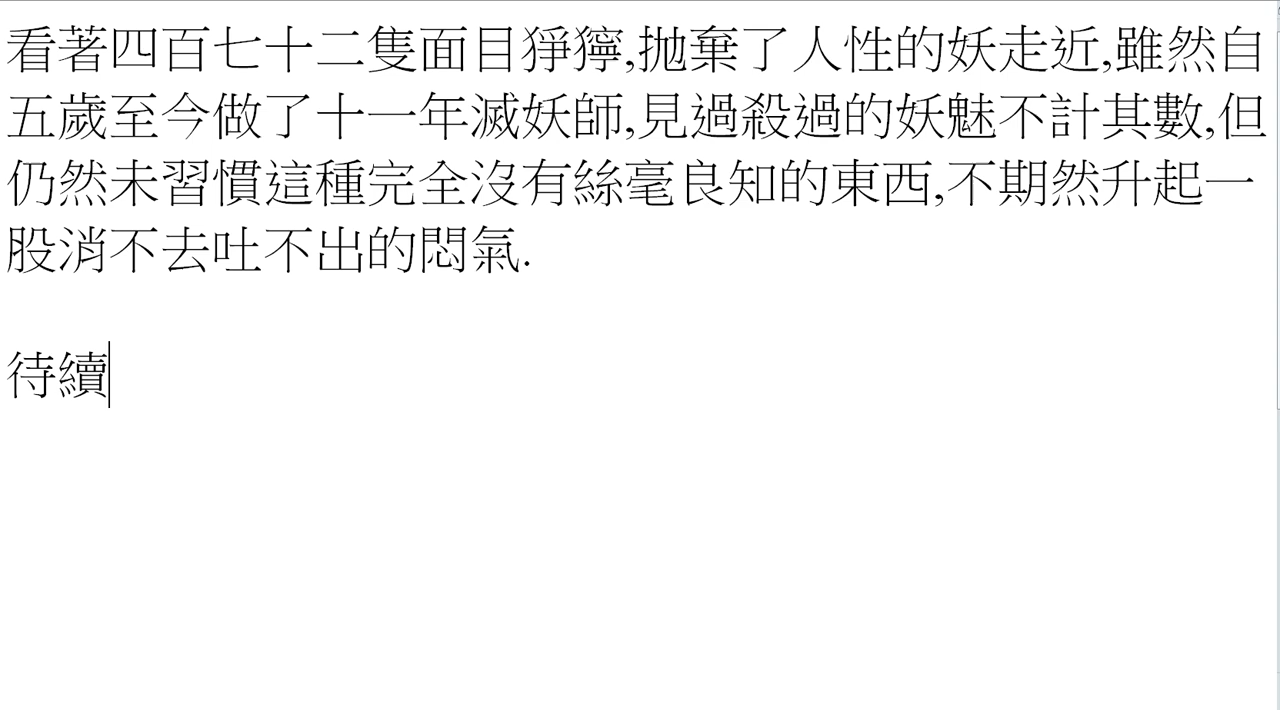 看著四百七十二隻面目猙獰,拋棄了人性的妖走近,雖然自
五歲至今做了十一年滅妖師,見過殺過的妖魅不計其數,但
仍然未習慣這種完全沒有絲毫良知的東西,不期然升起一
股消不去吐不出的悶氣.
待續